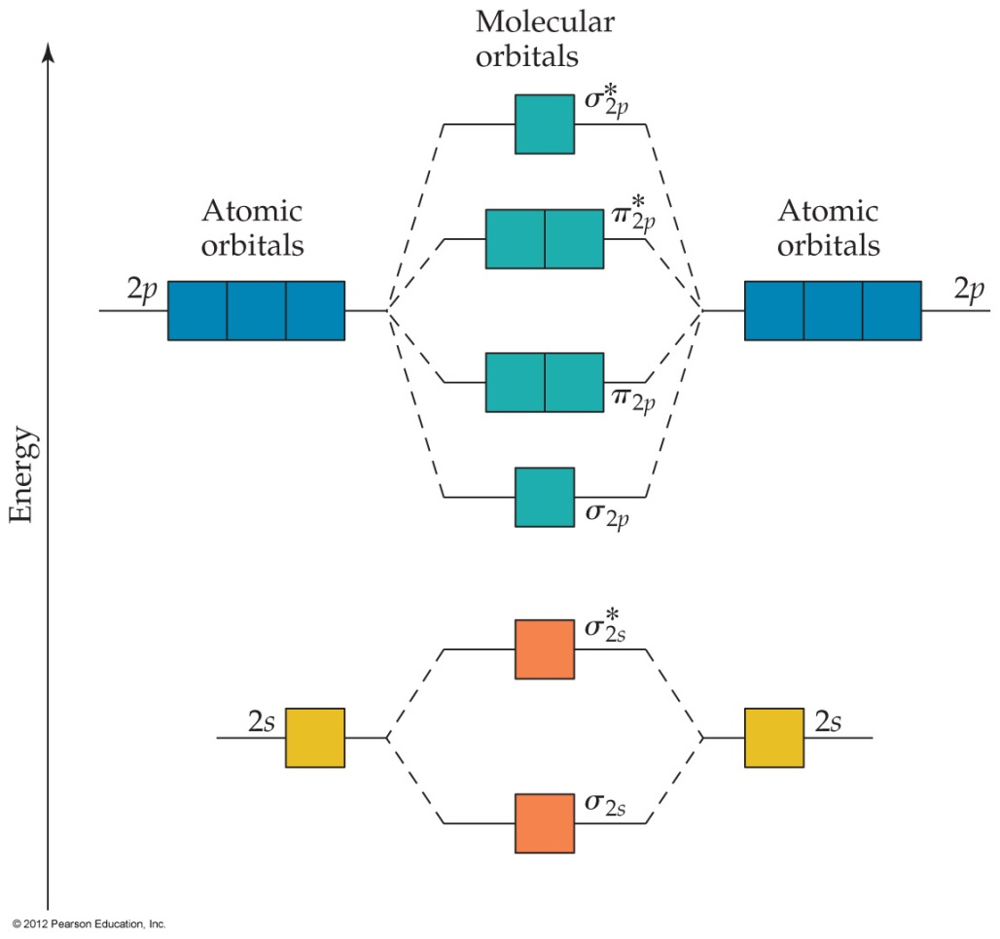 Molecular
orbitals
σ*2p
π*2p
Atomic
orbitals
2p
Atomic
orbitals
2p
π2p
σ2p
Energy
σ*2s
2s
2s
σ2s
© 2012 Pearson Education, Inc.